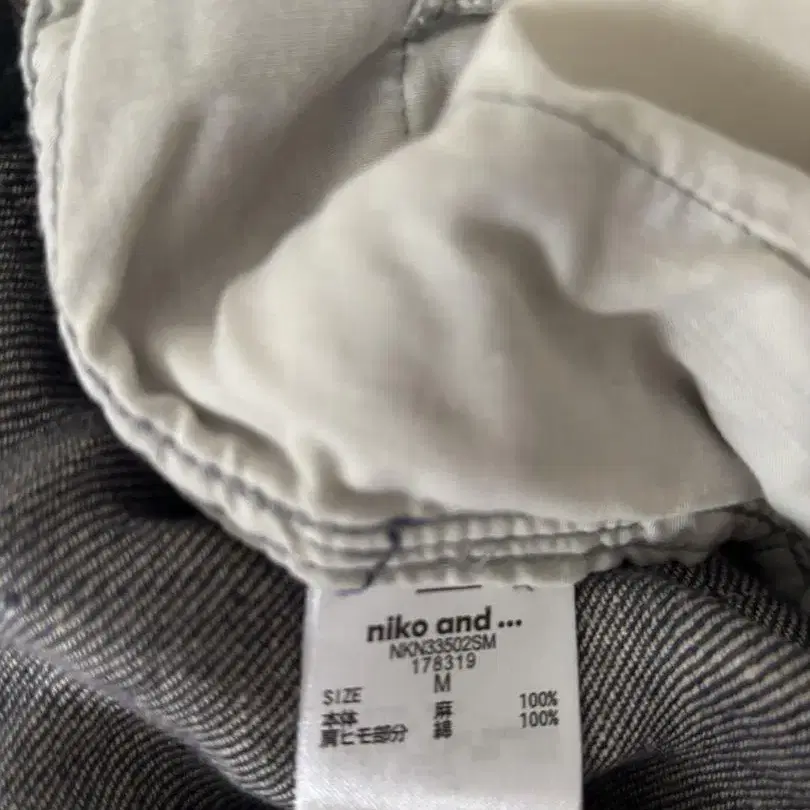 niko and ...
NKN33502SM
178319
SIZE M
本体 麻 100%
肩ヒモ部分 綿 100%